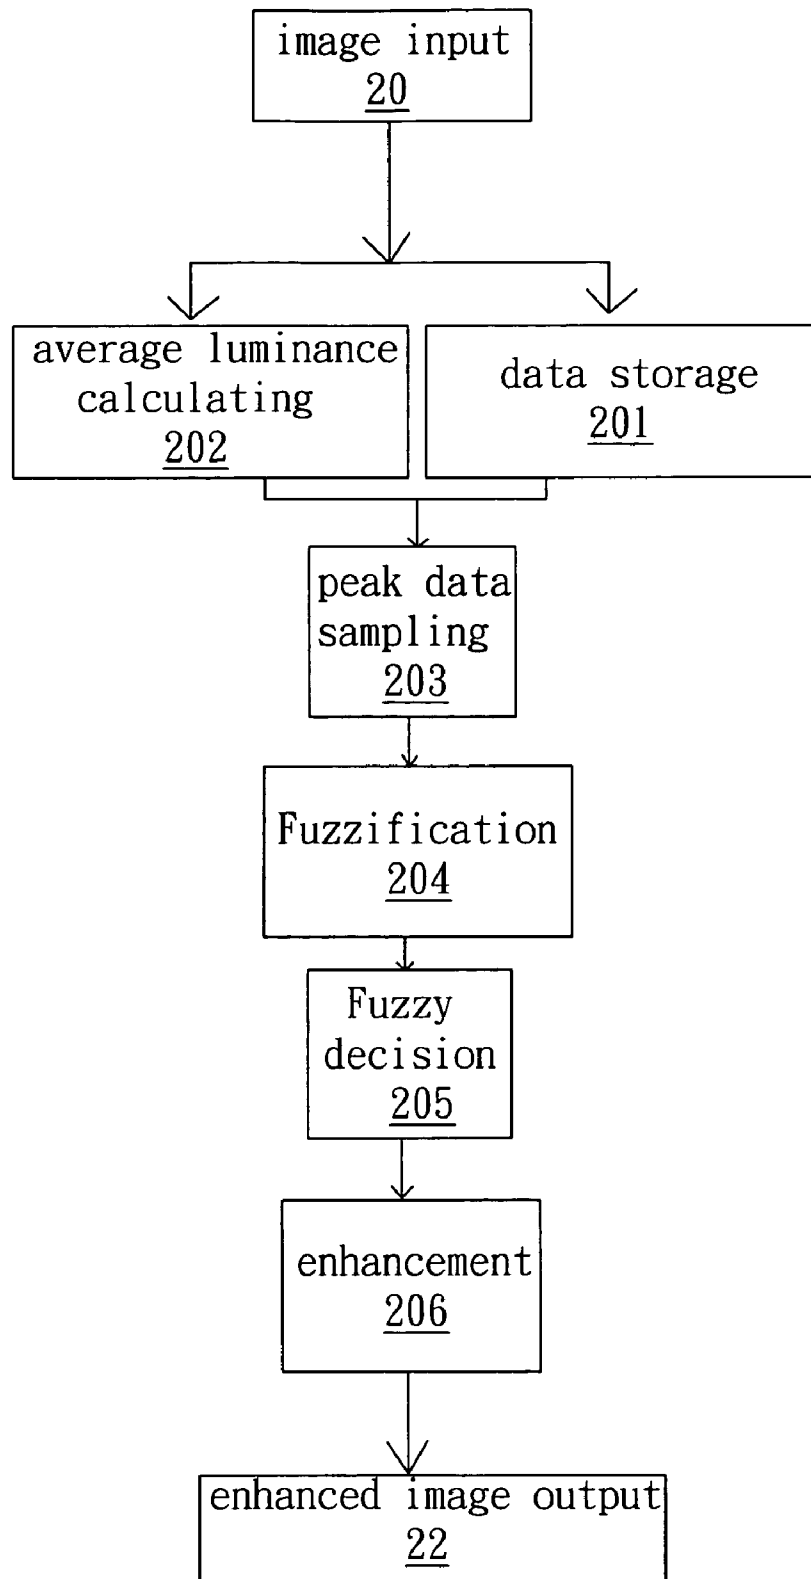 image input
20
average luminance
calculating
202
data storage
201
peak data
sampling
203
Fuzzification
204
Fuzzy
decision
205
enhancement
206
enhanced image output
22